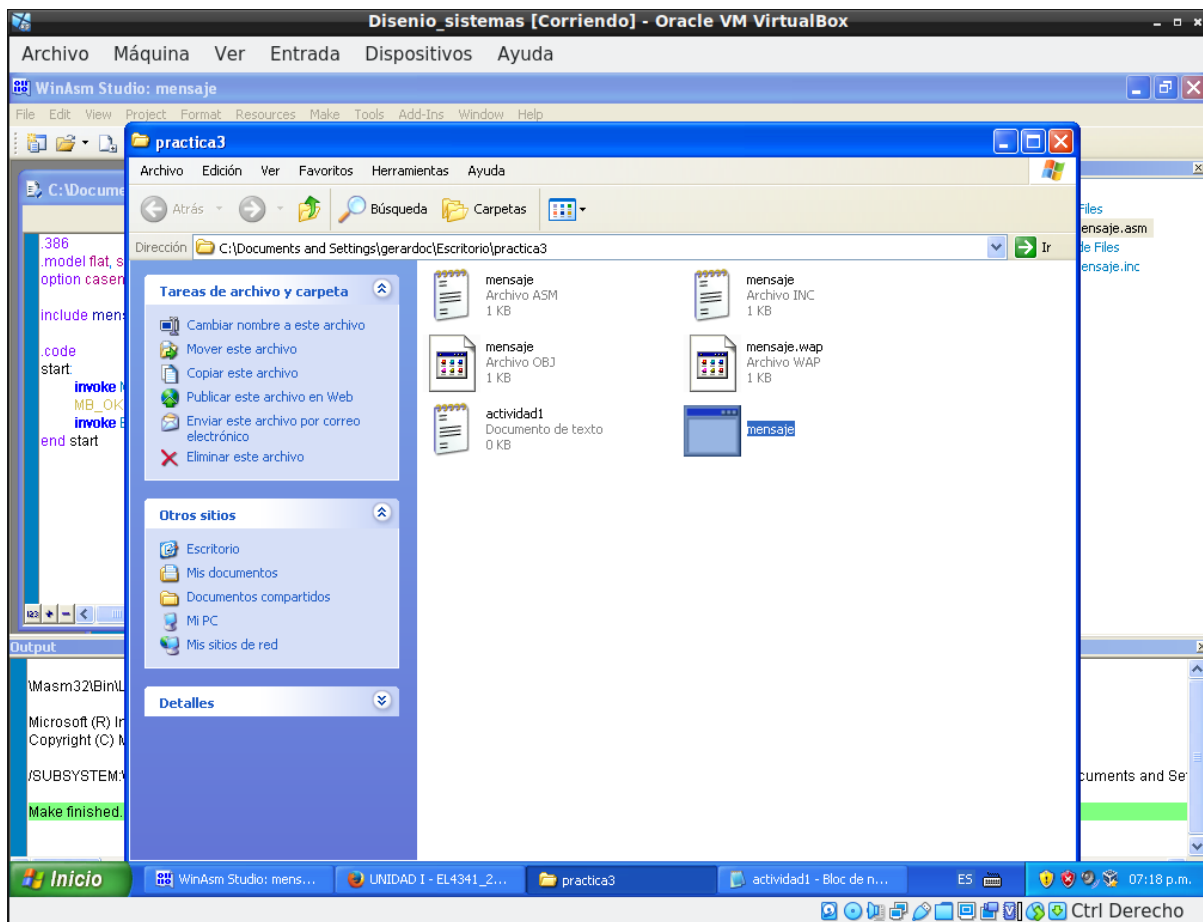 Disenio_sistemas [Corriendo] - Oracle VM VirtualBox
Archivo Máquina Ver Entrada Dispositivos Ayuda
WinAsm Studio: mensaje
File Edit View Project Format Resources Make Tools Add-Ins Window Help
practica3
Archivo Edición Ver Favoritos Herramientas Ayuda
Atrás Búsqueda Carpetas
Dirección C:\Documents and Settings\gerardoc\Escritorio\practica3 Ir
C:\Docume
.386
.model flat, s
option casem
include mens
.code
start:
invoke M
MB_OK
invoke E
end start
Tareas de archivo y carpeta
Cambiar nombre a este archivo
Mover este archivo
Copiar este archivo
Publicar este archivo en Web
Enviar este archivo por correo
electrónico
Eliminar este archivo
Otros sitios
Escritorio
Mis documentos
Documentos compartidos
Mi PC
Mis sitios de red
Detalles
mensaje
Archivo ASM
1 KB
mensaje
Archivo INC
1 KB
mensaje
Archivo OBJ
1 KB
mensaje.wap
Archivo WAP
1 KB
actividad1
Documento de texto
0 KB
mensaje
Files
ensaje.asm
de Files
ensaje.inc
Output
\Masm32\Bin\L
Microsoft (R) In
Copyright (C) M
/SUBSYSTEM:\
cuments and Se
Make finished.
Inicio
WinAsm Studio: mens...
UNIDAD I - EL4341_2...
practica3
actividad1 - Bloc de n...
ES
07:18 p.m.
Ctrl Derecho